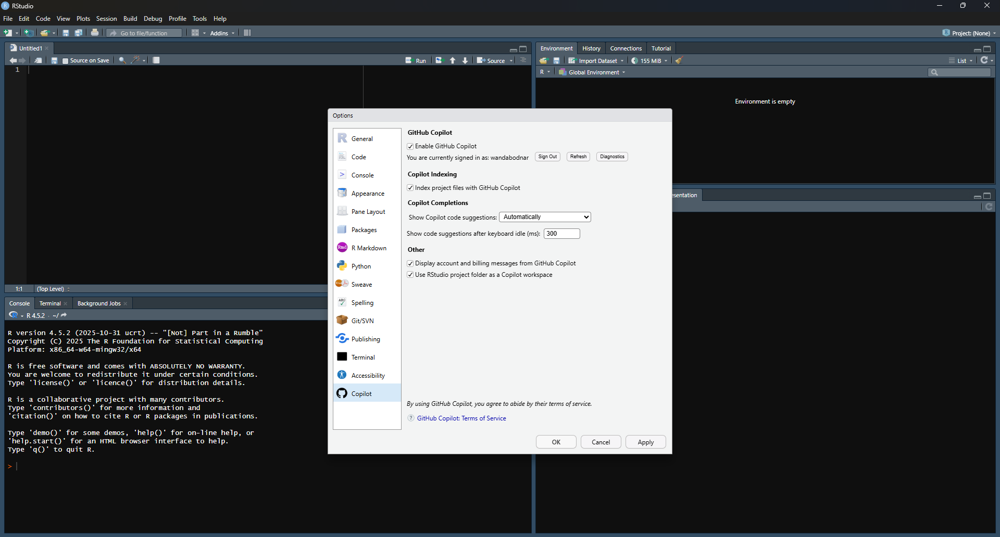 RStudio
File Edit Code View Plots Session Build Debug Profile Tools Help
Go to file/function Addins Project: (None)
Untitled1
Source on Save Run Source
1
1:1 (Top Level)
Console Terminal Background Jobs
R 4.5.2 · ~/
R version 4.5.2 (2025-10-31 ucrt) -- "[Not] Part in a Rumble"
Copyright (C) 2025 The R Foundation for Statistical Computing
Platform: x86_64-w64-mingw32/x64
R is free software and comes with ABSOLUTELY NO WARRANTY.
You are welcome to redistribute it under certain conditions.
Type 'license()' or 'licence()' for distribution details.
R is a collaborative project with many contributors.
Type 'contributors()' for more information and
'citation()' on how to cite R or R packages in publications.
Type 'demo()' for some demos, 'help()' for on-line help, or
'help.start()' for an HTML browser interface to help.
Type 'q()' to quit R.
>
Environment History Connections Tutorial
Import Dataset 155 MiB List
R Global Environment
Environment is empty
esentation
Options
General
Code
Console
Appearance
Pane Layout
Packages
Rmd R Markdown
Python
Sweave
ABC Spelling
Git/SVN
Publishing
Terminal
Accessibility
Copilot
GitHub Copilot
Enable GitHub Copilot
You are currently signed in as: wandabodnar Sign Out Refresh Diagnostics
Copilot Indexing
Index project files with GitHub Copilot
Copilot Completions
Show Copilot code suggestions: Automatically
Show code suggestions after keyboard idle (ms): 300
Other
Display account and billing messages from GitHub Copilot
Use RStudio project folder as a Copilot workspace
By using GitHub Copilot, you agree to abide by their terms of service.
? GitHub Copilot: Terms of Service
OK Cancel Apply